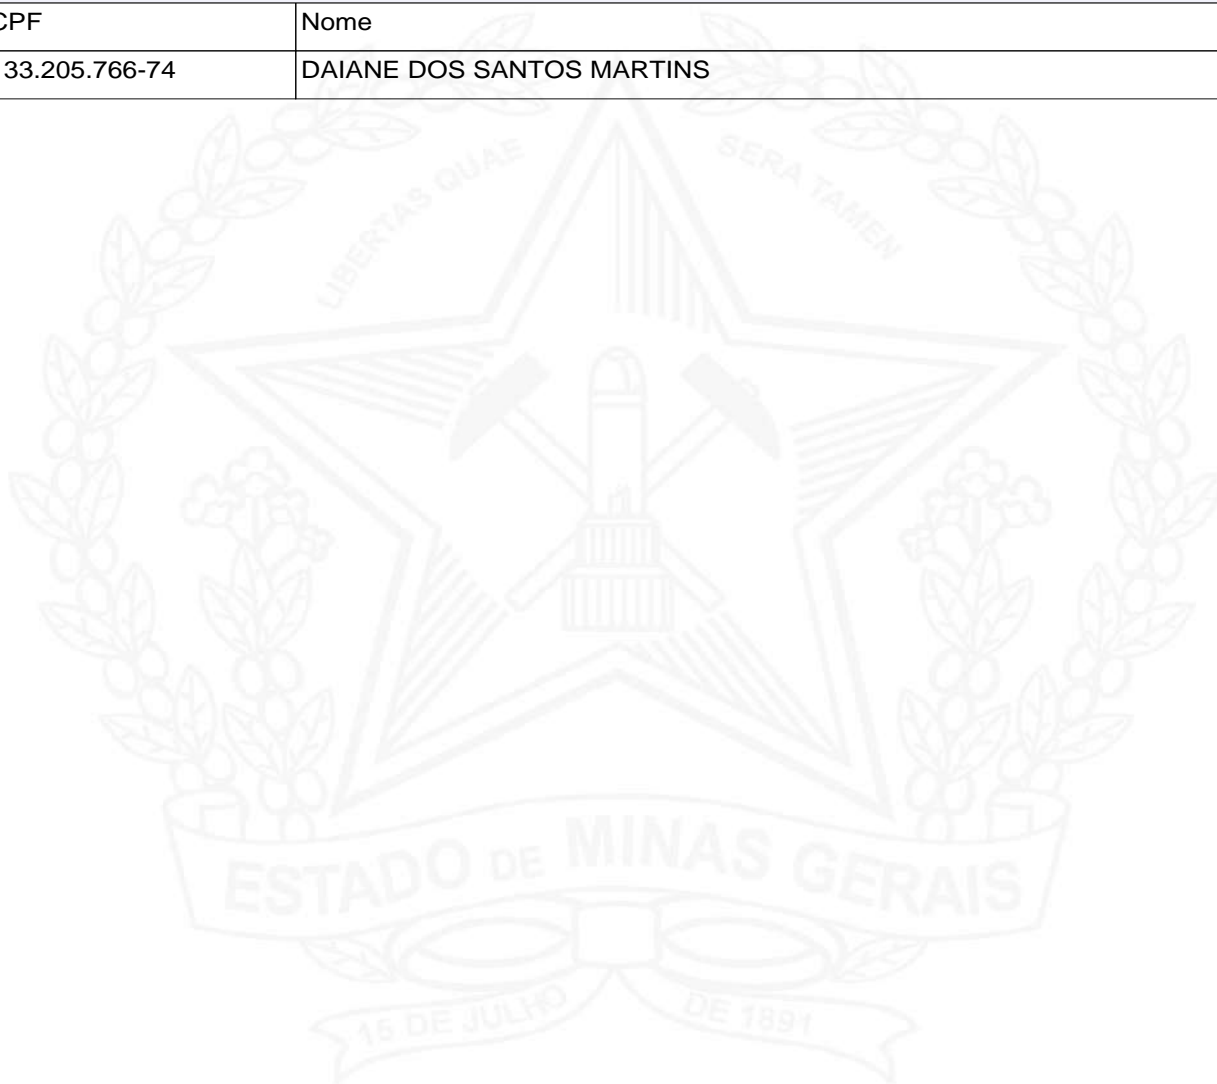 CPF Nome
33.205.766-74 DAIANE DOS SANTOS MARTINS
LIBERTAS QUAE SERA TAMEN
ESTADO DE MINAS GERAIS
15 DE JULHO DE 1891